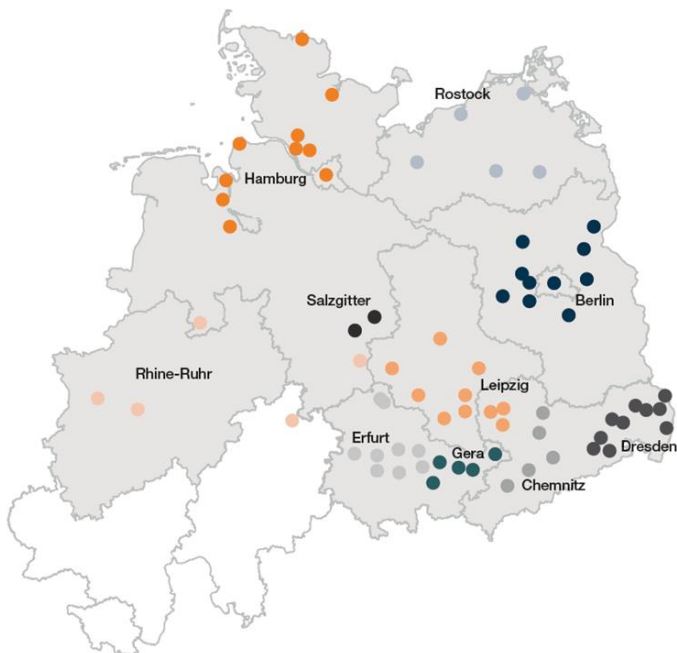 Rostock
Hamburg
Salzgitter
Berlin
Rhine-Ruhr
Leipzig
Erfurt
Gera
Dresden
Chemnitz